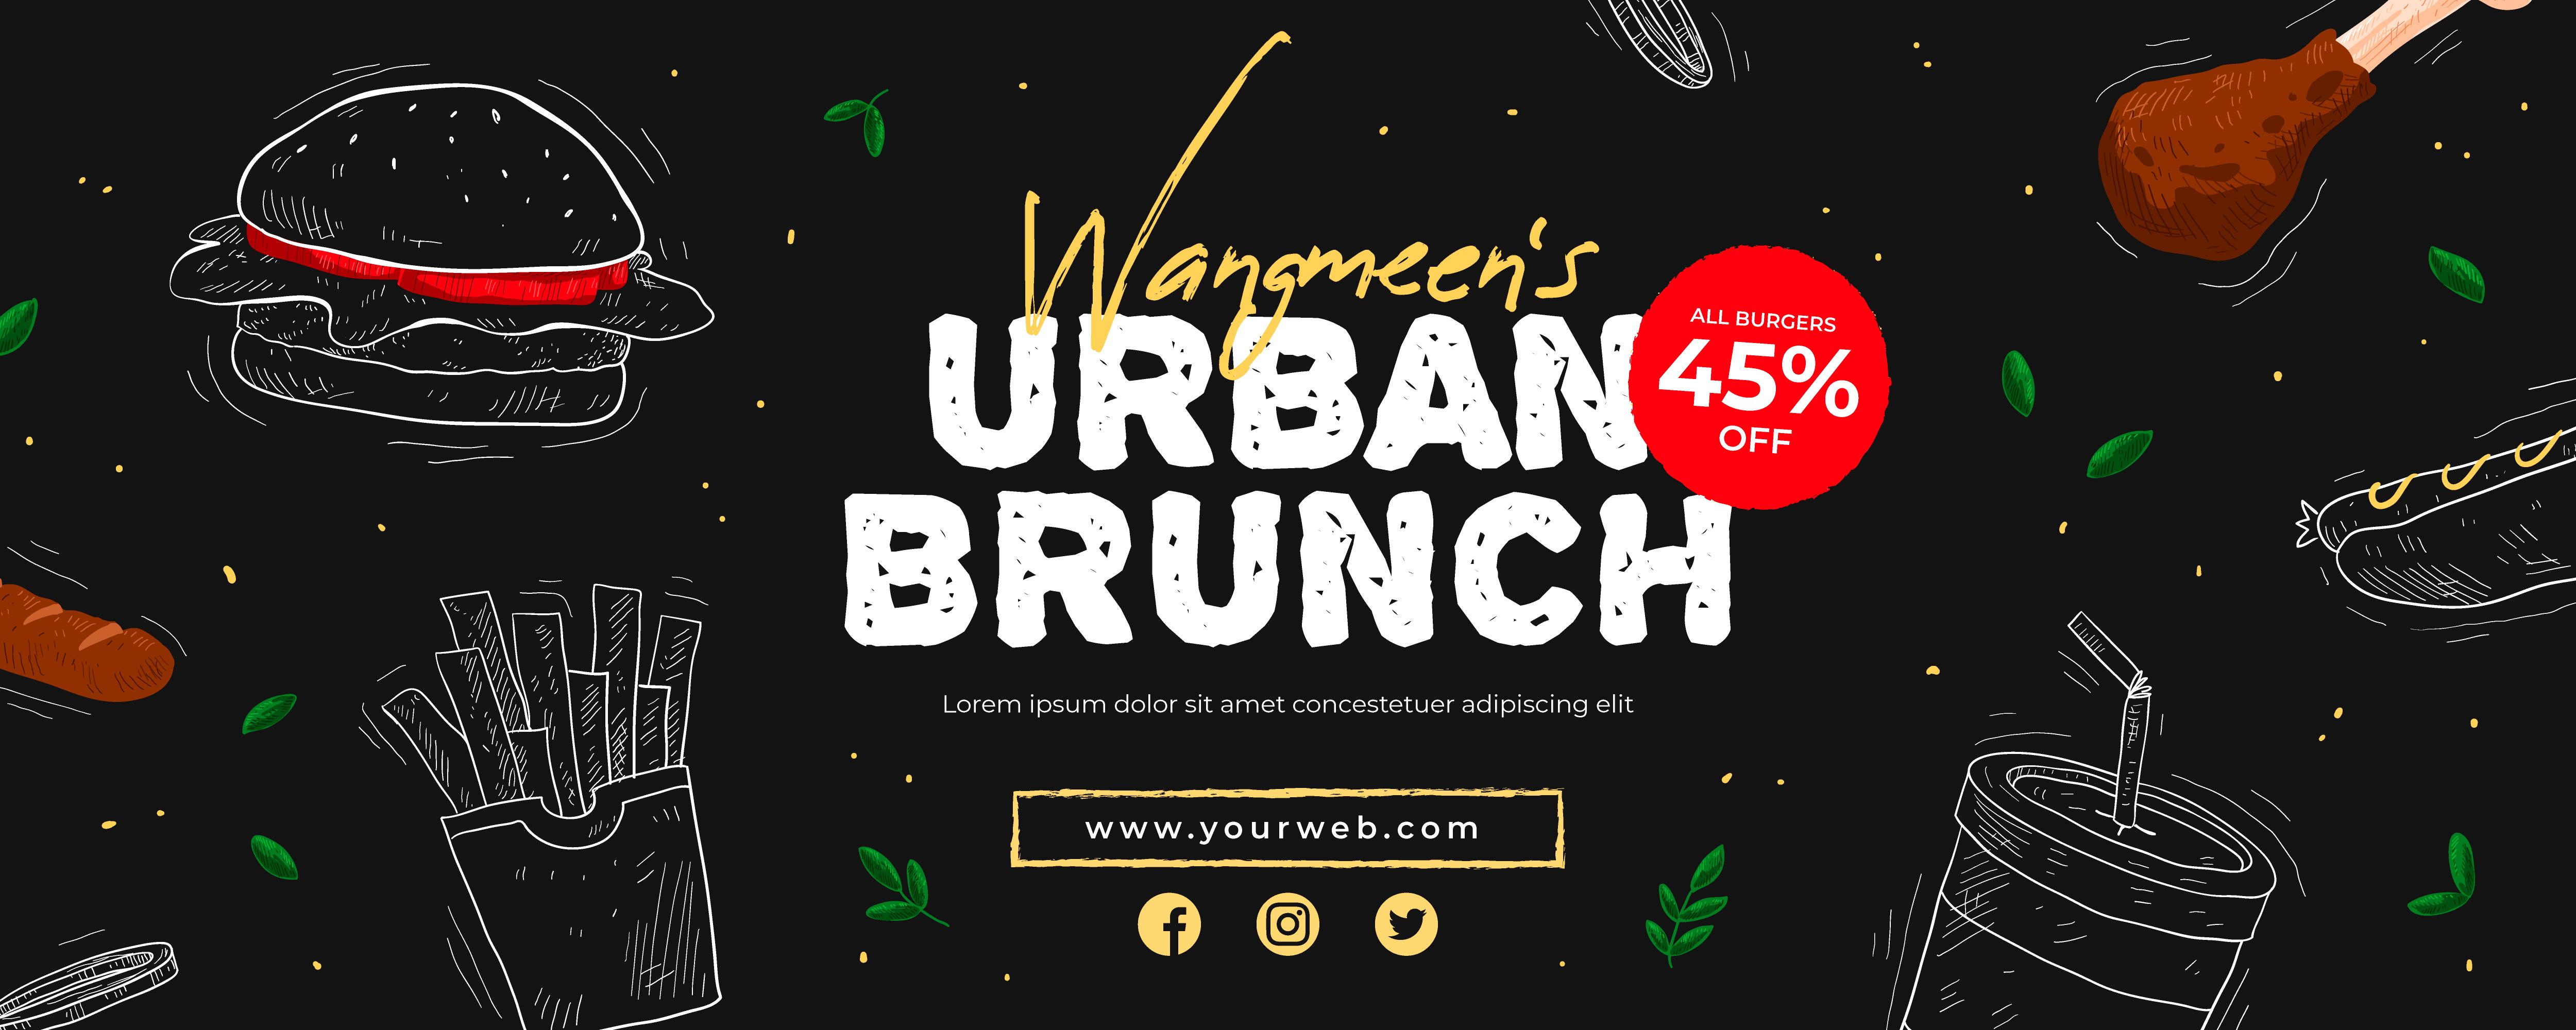 Wangmeen's
URBAN
BRUNCH
ALL BURGERS
45%
OFF
Lorem ipsum dolor sit amet concestetuer adipiscing elit
www.yourweb.com